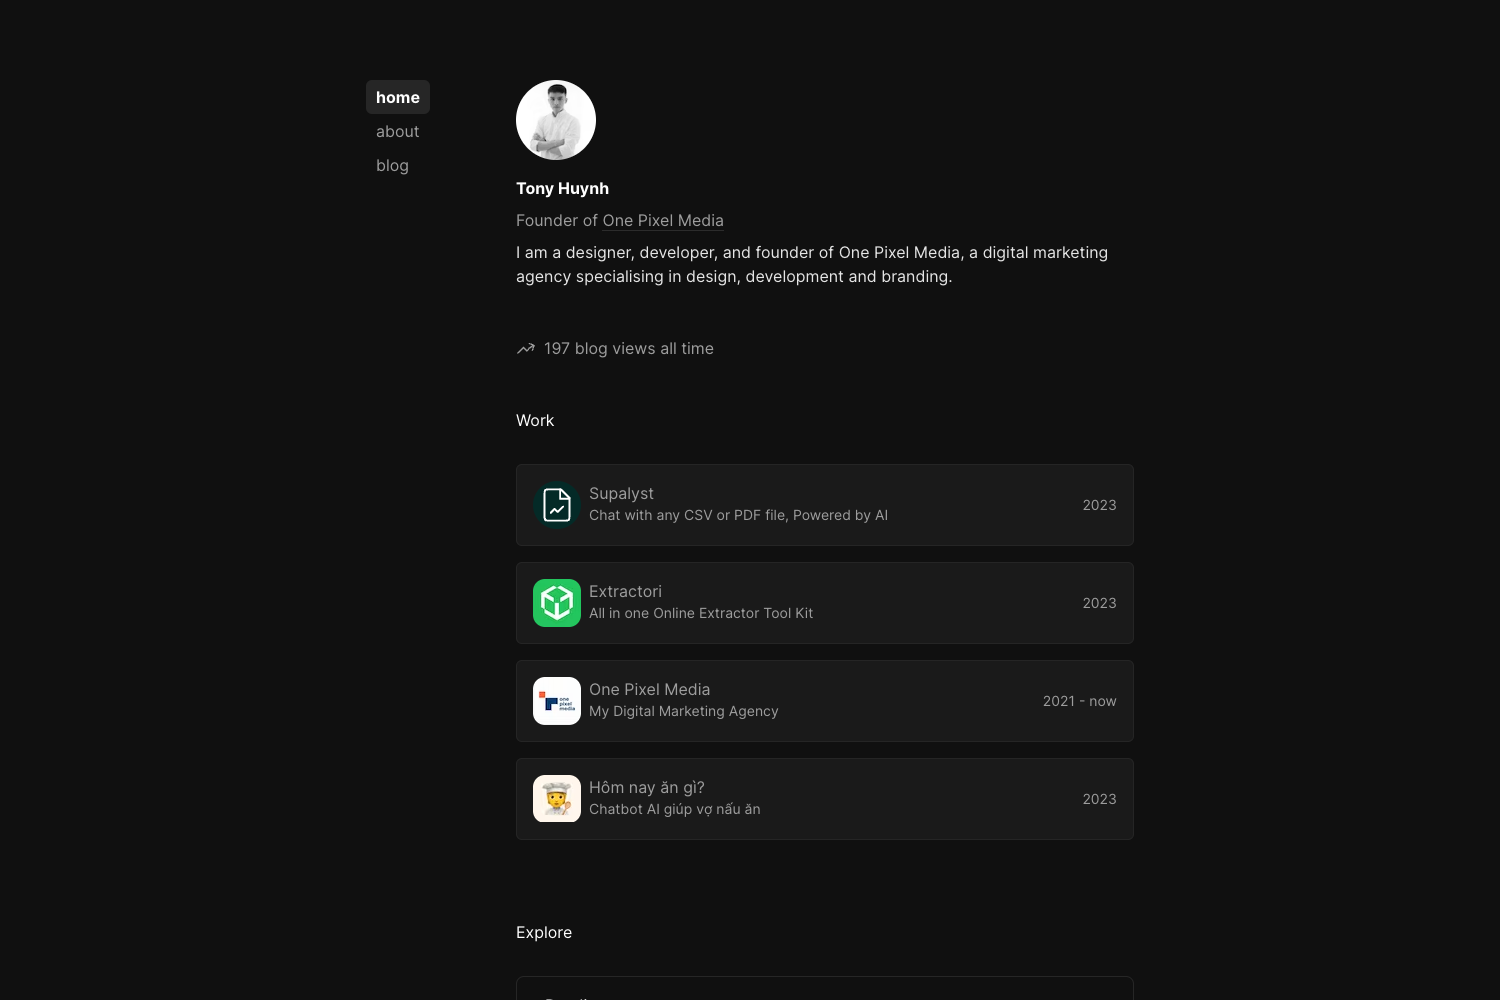 home
about
blog
Tony Huynh
Founder of One Pixel Media
I am a designer, developer, and founder of One Pixel Media, a digital marketing
agency specialising in design, development and branding.
197 blog views all time
Work
Supalyst
Chat with any CSV or PDF file, Powered by AI
2023
Extractori
All in one Online Extractor Tool Kit
2023
one
pixel
media
One Pixel Media
My Digital Marketing Agency
2021 - now
Hôm nay ăn gì?
Chatbot AI giúp vợ nấu ăn
2023
Explore